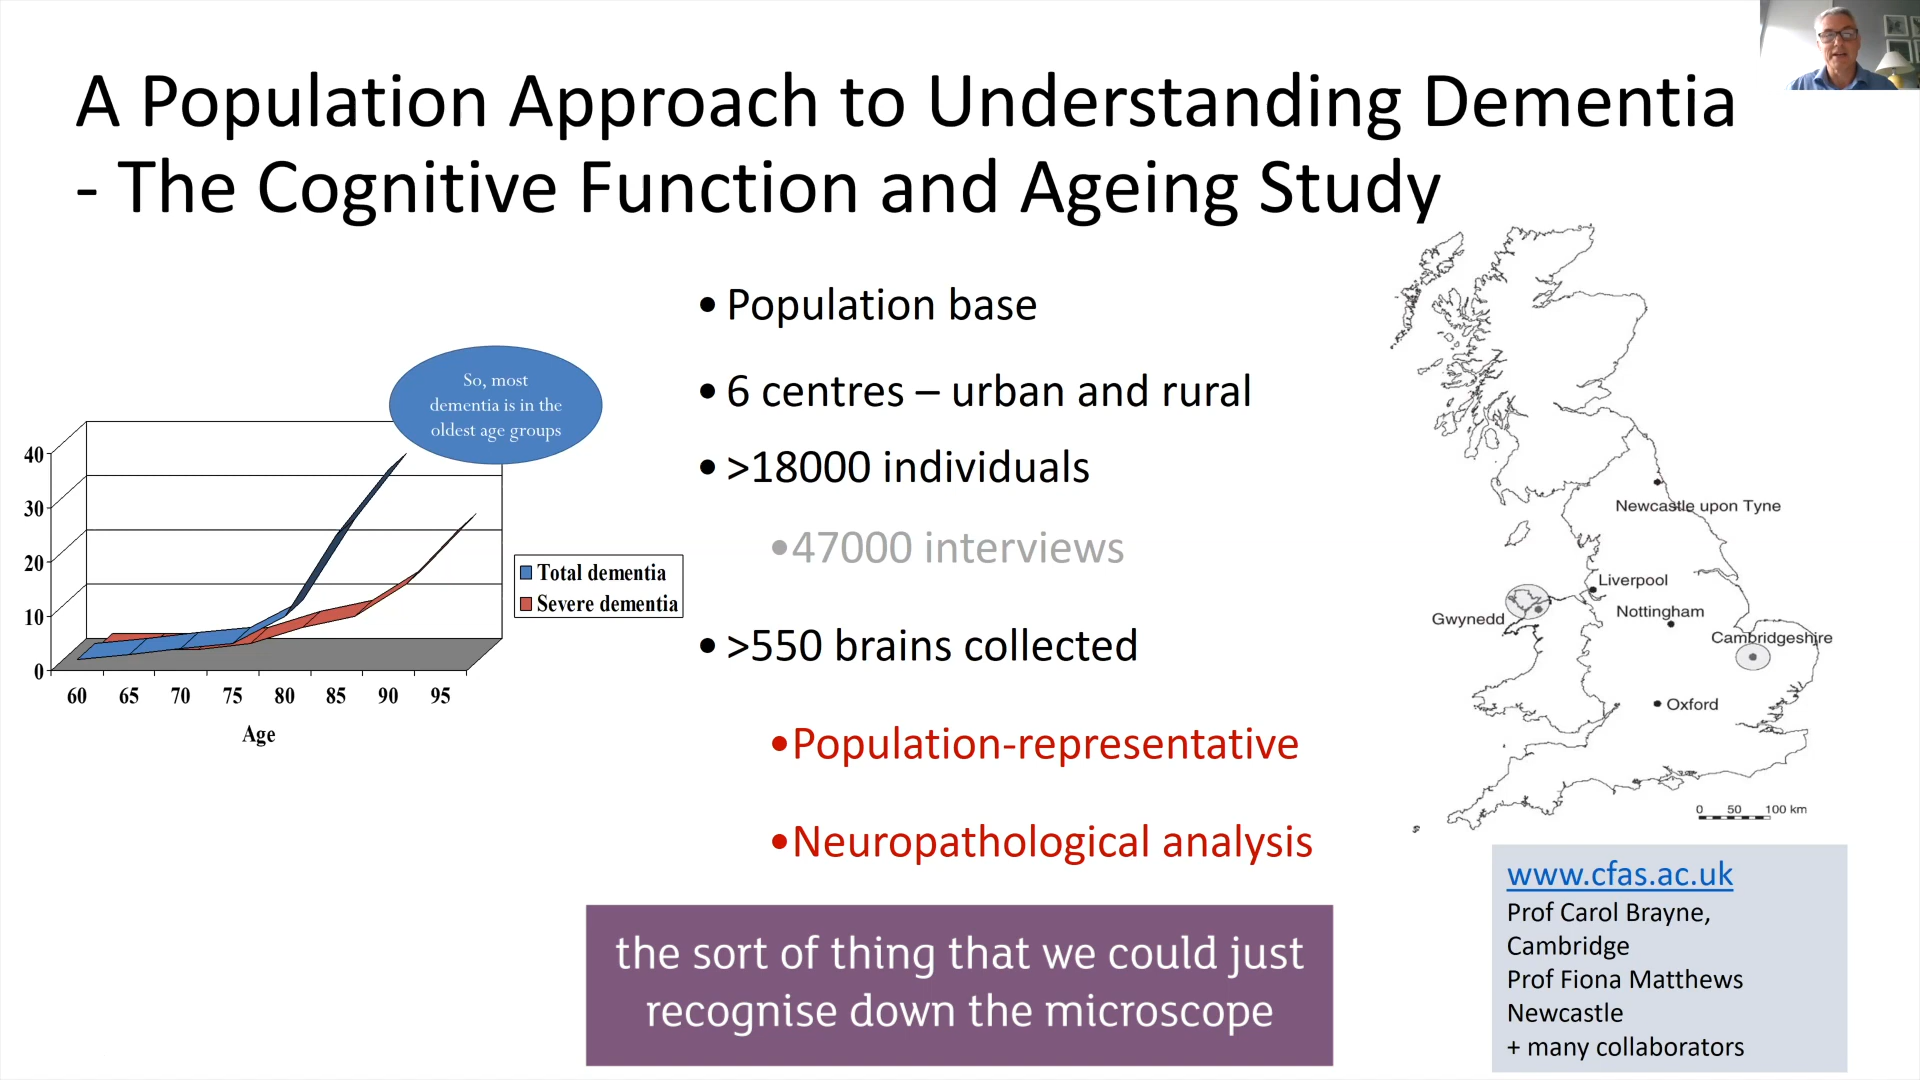 A Population Approach to Understanding Dementia
- The Cognitive Function and Ageing Study
So, most
dementia is in the
oldest age groups
40
30
20
10
0
60 65 70 75 80 85 90 95
Age
Total dementia
Severe dementia
• Population base
• 6 centres – urban and rural
• >18000 individuals
•47000 interviews
• >550 brains collected
•Population-representative
•Neuropathological analysis
Newcastle upon Tyne
Liverpool
Gwynedd
Nottingham
Cambridgeshire
Oxford
0 50 100 km
www.cfas.ac.uk
Prof Carol Brayne,
Cambridge
Prof Fiona Matthews
Newcastle
+ many collaborators
the sort of thing that we could just
recognise down the microscope